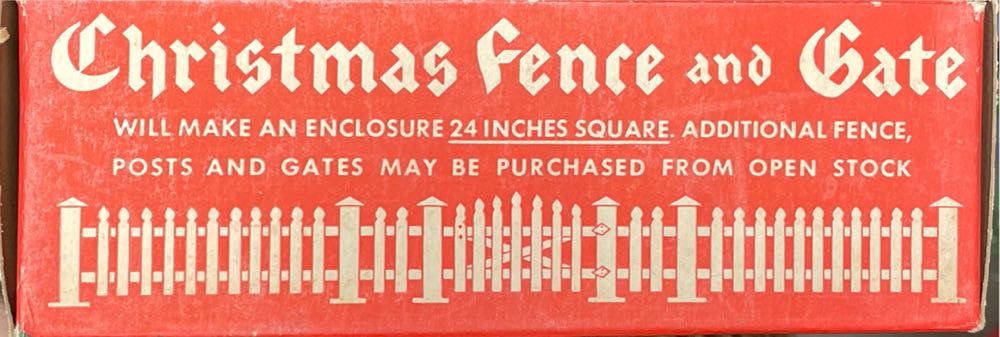 Christmas Fence and Gate
WILL MAKE AN ENCLOSURE 24 INCHES SQUARE. ADDITIONAL FENCE,
POSTS AND GATES MAY BE PURCHASED FROM OPEN STOCK